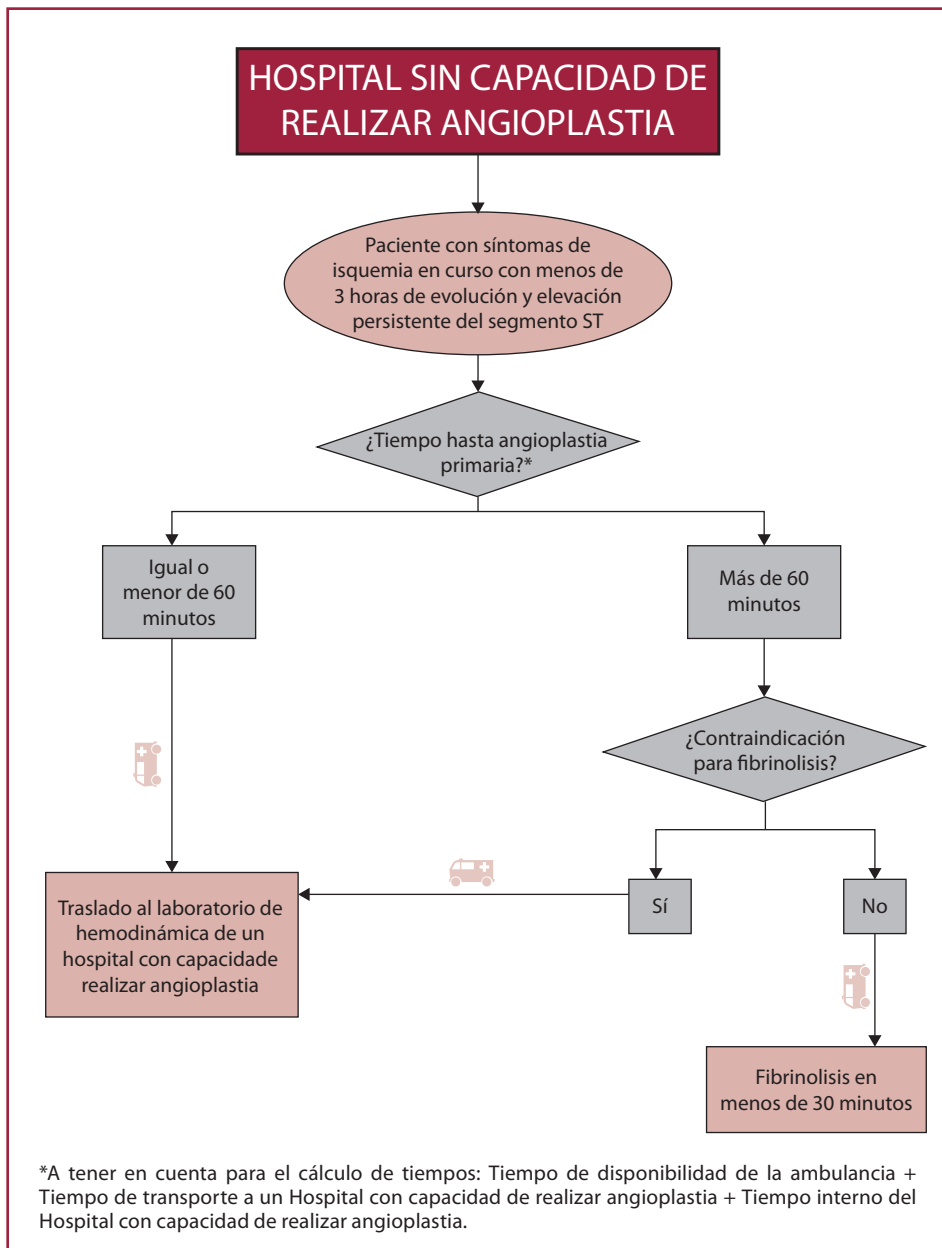 HOSPITAL SIN CAPACIDAD DE
REALIZAR ANGIOPLASTIA
Paciente con síntomas de
isquemia en curso con menos de
3 horas de evolución y elevación
persistente del segmento ST
¿Tiempo hasta angioplastia
primaria?*
Igual o
menor de 60
minutos
Más de 60
minutos
¿Contraindicación
para fibrinolisis?
Sí
No
Traslado al laboratorio de
hemodinámica de un
hospital con capacidade
realizar angioplastia
Fibrinolisis en
menos de 30 minutos
*A tener en cuenta para el cálculo de tiempos: Tiempo de disponibilidad de la ambulancia +
Tiempo de transporte a un Hospital con capacidad de realizar angioplastia + Tiempo interno del
Hospital con capacidad de realizar angioplastia.